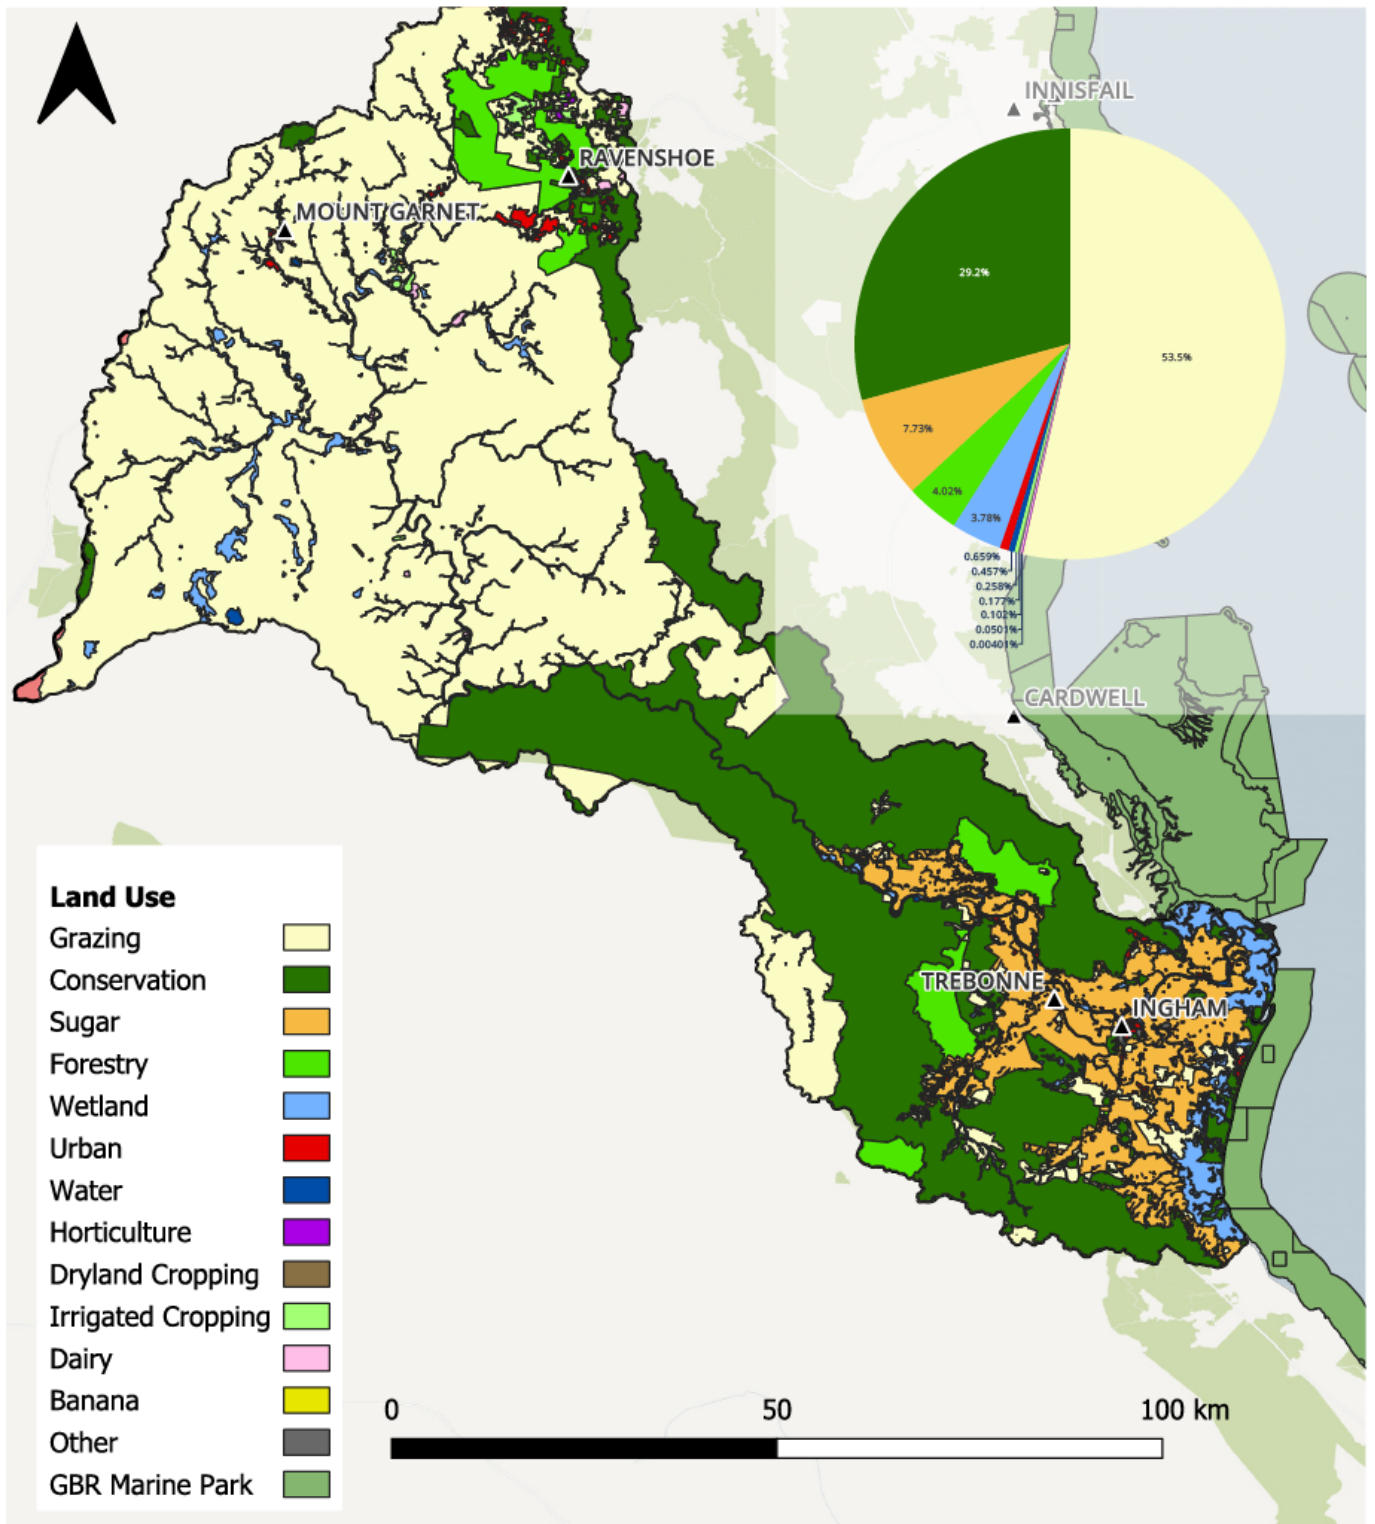 INNISFAIL
RAVENSHOE
MOUNT GARNET
29.2%
53.5%
7.73%
4.02%
3.78%
0.659%
0.457%
0.258%
0.177%
0.102%
0.0501%
0.00401%
CARDWELL
TREBONNE
INGHAM
Land Use
Grazing
Conservation
Sugar
Forestry
Wetland
Urban
Water
Horticulture
Dryland Cropping
Irrigated Cropping
Dairy
Banana
Other
GBR Marine Park
0 50 100 km